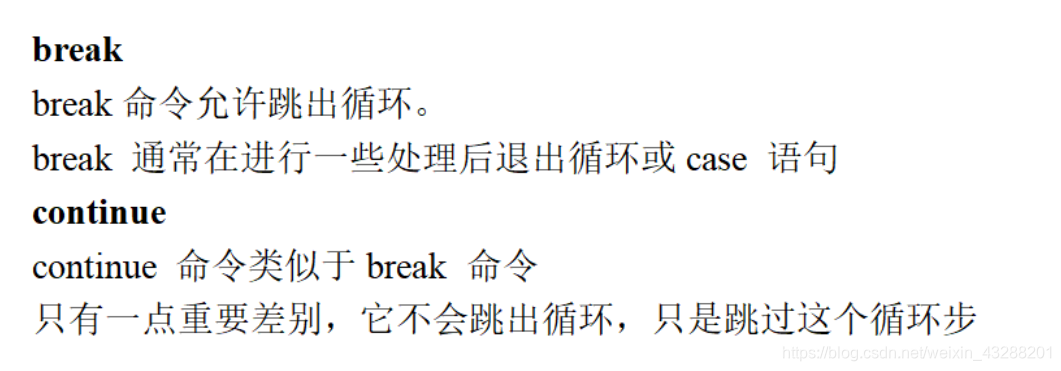 break
break 命令允许跳出循环。
break 通常在进行一些处理后退出循环或 case 语句
continue
continue 命令类似于 break 命令
只有一点重要差别，它不会跳出循环，只是跳过这个循环步
https://blog.csdn.net/weixin_43288201